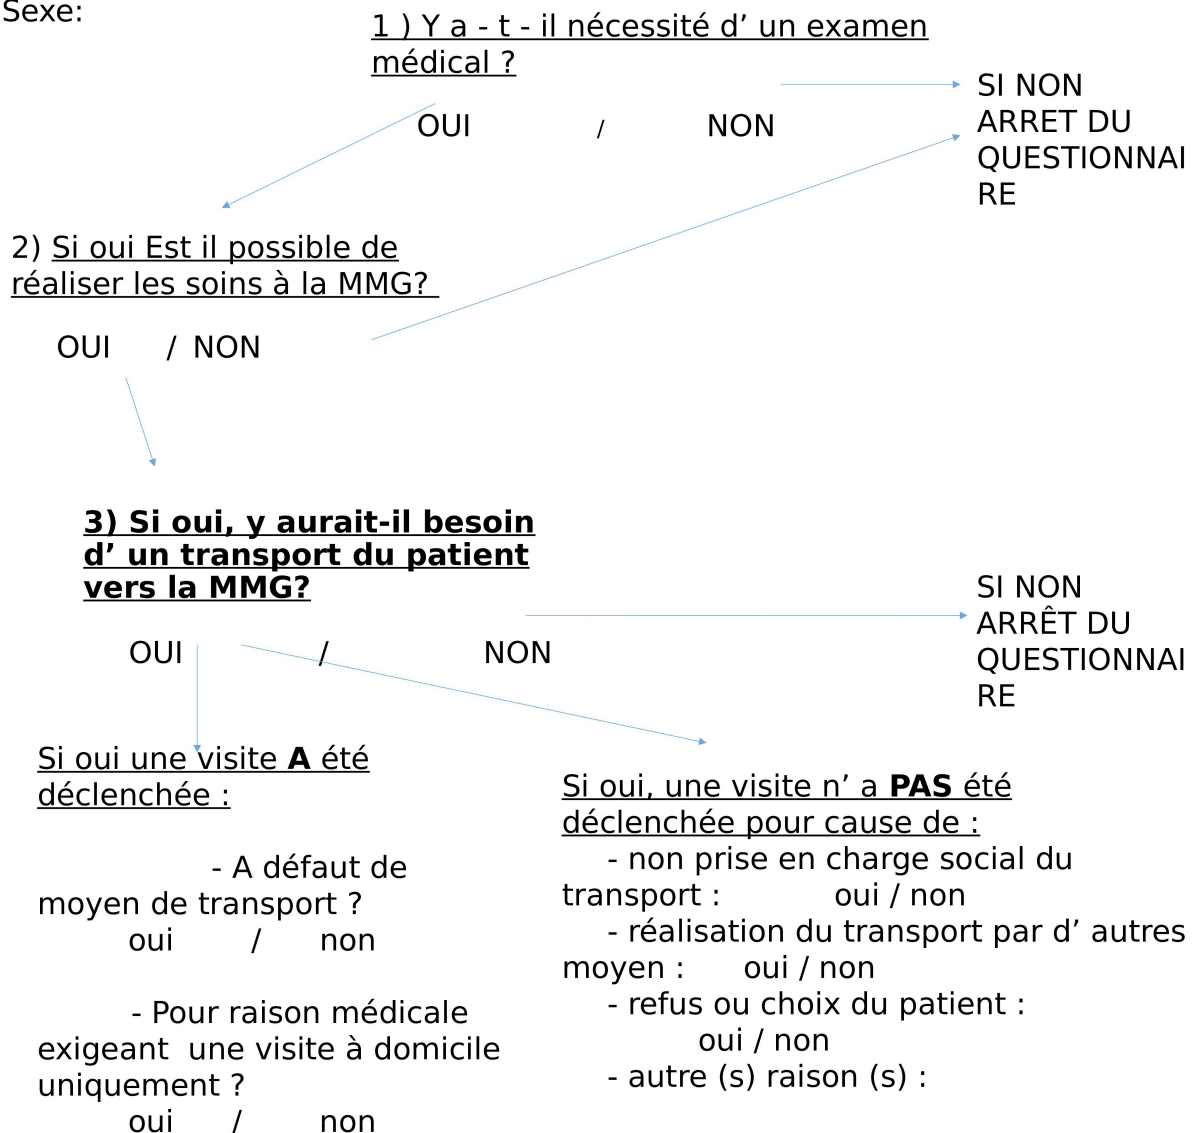 Sexe:
1 ) Y a - t - il nécessité d’ un examen
médical ?
OUI / NON
SI NON
ARRET DU
QUESTIONNAI
RE
2) Si oui Est il possible de
réaliser les soins à la MMG?
OUI / NON
3) Si oui, y aurait-il besoin
d’ un transport du patient
vers la MMG?
OUI / NON
SI NON
ARRÊT DU
QUESTIONNAI
RE
Si oui une visite A été
déclenchée :
- A défaut de
moyen de transport ?
oui / non
- Pour raison médicale
exigeant une visite à domicile
uniquement ?
oui / non
Si oui, une visite n’ a PAS été
déclenchée pour cause de :
- non prise en charge social du
transport : oui / non
- réalisation du transport par d’ autres
moyen : oui / non
- refus ou choix du patient :
oui / non
- autre (s) raison (s) :